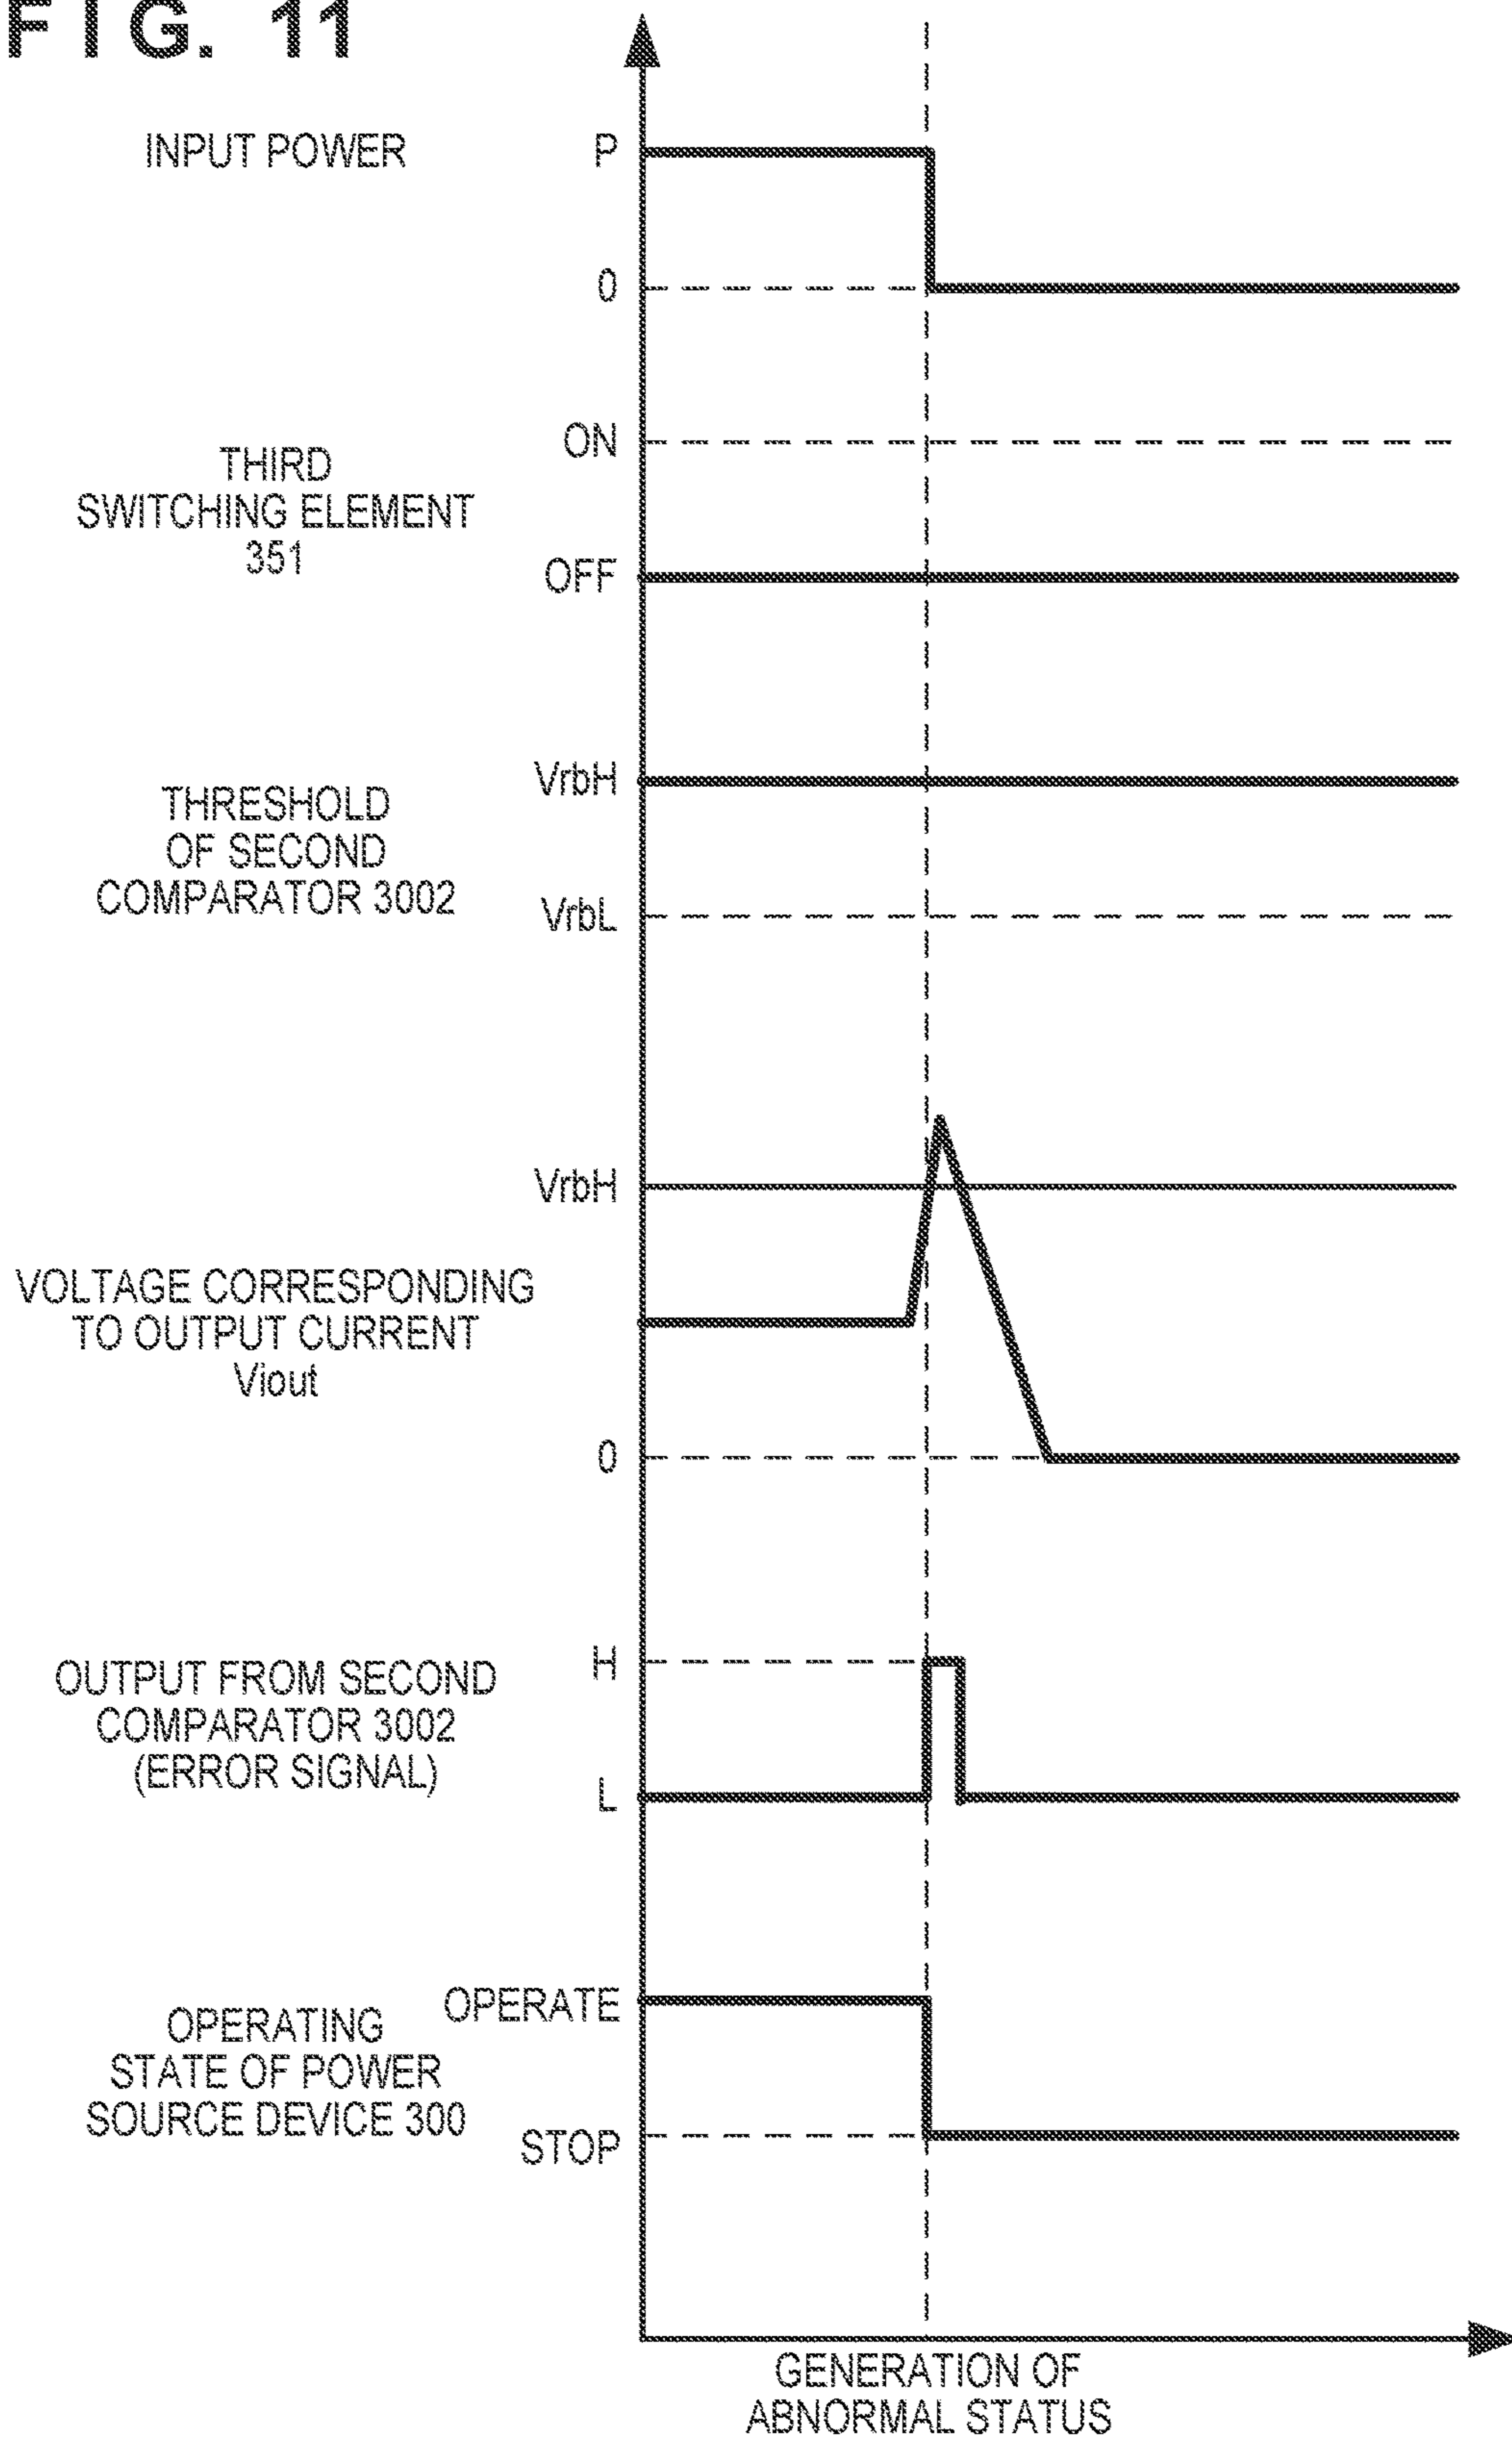 FIG. 11
INPUT POWER
P
0
THIRD
SWITCHING ELEMENT
351
ON
OFF
THRESHOLD
OF SECOND
COMPARATOR 3002
VrbH
VrbL
VOLTAGE CORRESPONDING
TO OUTPUT CURRENT
Viout
VrbH
0
OUTPUT FROM SECOND
COMPARATOR 3002
(ERROR SIGNAL)
H
L
OPERATING
STATE OF POWER
SOURCE DEVICE 300
OPERATE
STOP
GENERATION OF
ABNORMAL STATUS